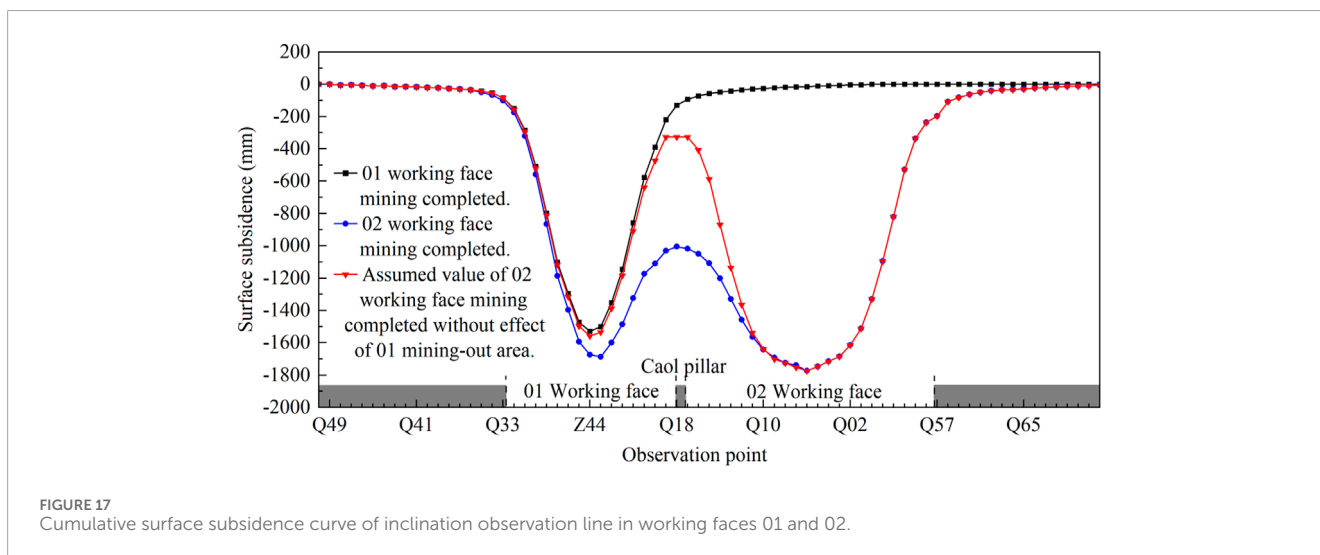 200
0
-200
-400
-600
-800
-1000
-1200
-1400
-1600
-1800
-2000
Surface subsidence (mm)
01 working face
mining completed.
02 working face
mining completed.
Assumed value of 02
working face mining
completed without effect
of 01 mining-out area.
Caol pillar
01 Working face
02 Working face
Q49 Q41 Q33 Z44 Q18 Q10 Q02 Q57 Q65
Observation point
FIGURE 17
Cumulative surface subsidence curve of inclination observation line in working faces 01 and 02.